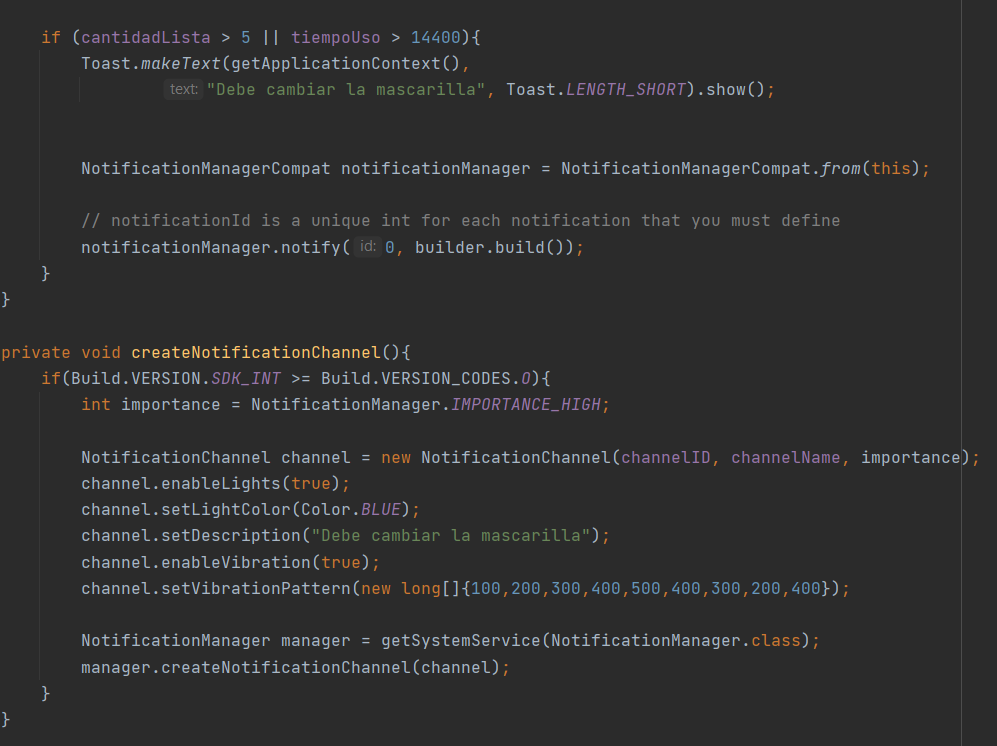 if (cantidadLista > 5 || tiempoUso > 14400){
Toast.makeText(getApplicationContext(),
text: "Debe cambiar la mascarilla", Toast.LENGTH_SHORT).show();
NotificationManagerCompat notificationManager = NotificationManagerCompat.from(this);
// notificationId is a unique int for each notification that you must define
notificationManager.notify( id: 0, builder.build());
}
}
private void createNotificationChannel(){
if(Build.VERSION.SDK_INT >= Build.VERSION_CODES.O){
int importance = NotificationManager.IMPORTANCE_HIGH;
NotificationChannel channel = new NotificationChannel(channelID, channelName, importance);
channel.enableLights(true);
channel.setLightColor(Color.BLUE);
channel.setDescription("Debe cambiar la mascarilla");
channel.enableVibration(true);
channel.setVibrationPattern(new long[]{100,200,300,400,500,400,300,200,400});
NotificationManager manager = getSystemService(NotificationManager.class);
manager.createNotificationChannel(channel);
}
}